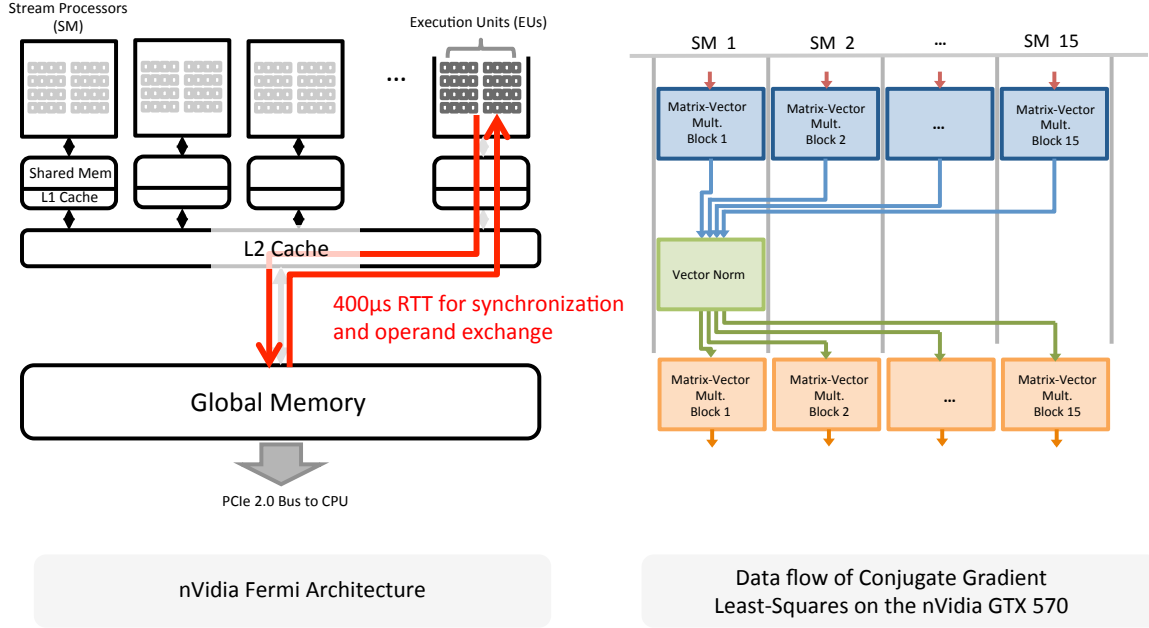 Stream Processors
(SM)
Execution Units (EUs)
...
Shared Mem
L1 Cache
L2 Cache
400μs RTT for synchronization
and operand exchange
Global Memory
PCIe 2.0 Bus to CPU
nVidia Fermi Architecture
SM 1
SM 2
...
SM 15
Matrix-Vector
Mult.
Block 1
Matrix-Vector
Mult.
Block 2
...
Matrix-Vector
Mult.
Block 15
Vector Norm
Matrix-Vector
Mult.
Block 1
Matrix-Vector
Mult.
Block 2
...
Matrix-Vector
Mult.
Block 15
Data flow of Conjugate Gradient
Least-Squares on the nVidia GTX 570